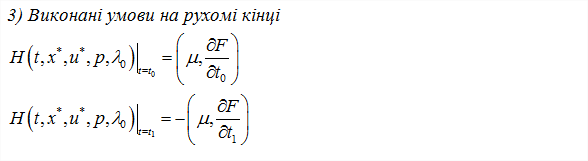 3) Виконані умови на рухомі кінці
H(t,x*,u*,p,λ₀)|ₜ₌ₜ₀ = (μ, ∂F/∂t₀)
H(t,x*,u*,p,λ₀)|ₜ₌ₜ₁ = −(μ, ∂F/∂t₁)